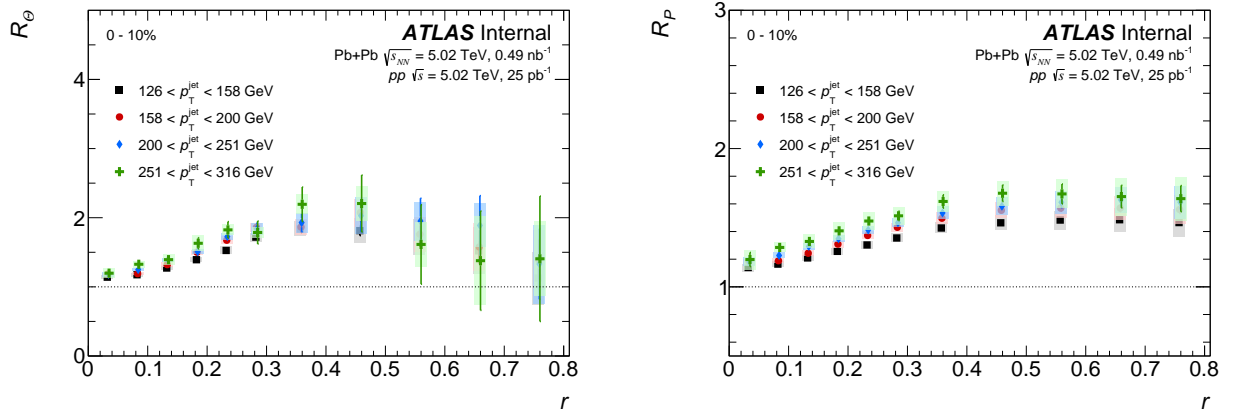 R_Θ
0 - 10%
ATLAS Internal
Pb+Pb √s_NN = 5.02 TeV, 0.49 nb⁻¹
pp √s = 5.02 TeV, 25 pb⁻¹
126 < p_T^jet < 158 GeV
158 < p_T^jet < 200 GeV
200 < p_T^jet < 251 GeV
251 < p_T^jet < 316 GeV
4
2
0
0 0.1 0.2 0.3 0.4 0.5 0.6 0.7 0.8
r
R_P
3
0 - 10%
ATLAS Internal
Pb+Pb √s_NN = 5.02 TeV, 0.49 nb⁻¹
pp √s = 5.02 TeV, 25 pb⁻¹
126 < p_T^jet < 158 GeV
158 < p_T^jet < 200 GeV
200 < p_T^jet < 251 GeV
251 < p_T^jet < 316 GeV
2
1
0 0.1 0.2 0.3 0.4 0.5 0.6 0.7 0.8
r